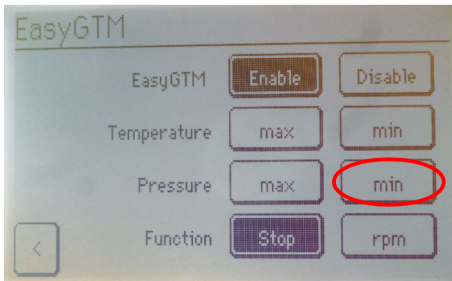 EasyGTM
EasyGTM Enable Disable
Temperature max min
Pressure max min
Function Stop rpm
<